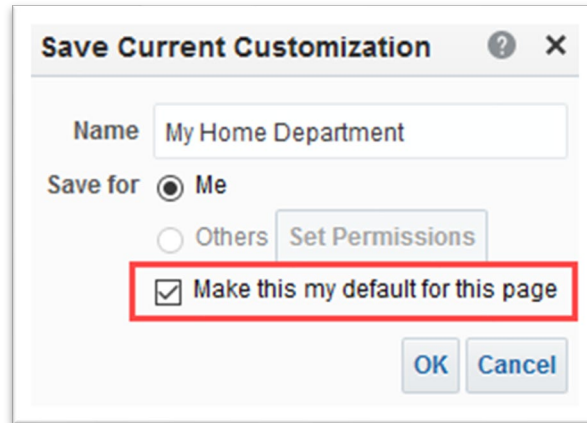 Save Current Customization
Name My Home Department
Save for Me
Others Set Permissions
Make this my default for this page
OK Cancel